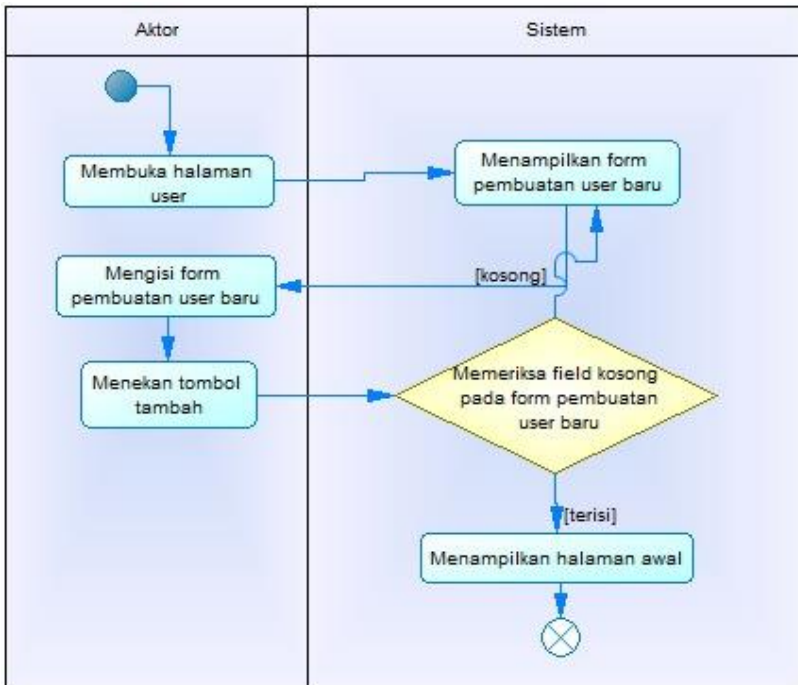 Aktor
Sistem
Membuka halaman
user
Menampilkan form
pembuatan user baru
Mengisi form
pembuatan user baru
[kosong]
Menekan tombol
tambah
Memeriksa field kosong
pada form pembuatan
user baru
[terisi]
Menampilkan halaman awal